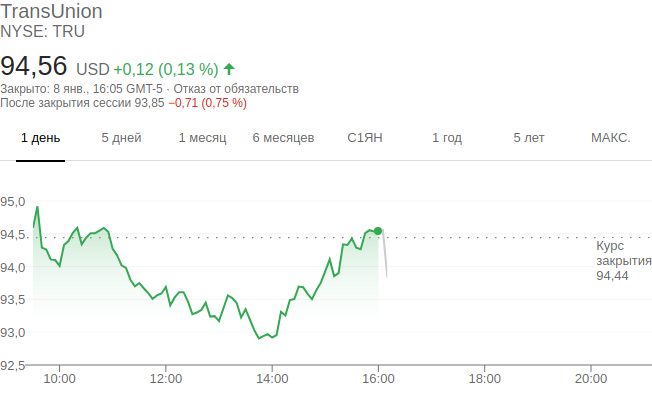 TransUnion
NYSE: TRU
94,56 USD +0,12 (0,13 %)
Закрыто: 8 янв., 16:05 GMT-5 · Отказ от обязательств
После закрытия сессии 93,85 −0,71 (0,75 %)
1 день 5 дней 1 месяц 6 месяцев С1ЯН 1 год 5 лет МАКС.
95,0
94,5
Курс
закрытия
94,44
94,0
93,5
93,0
92,5
10:00 12:00 14:00 16:00 18:00 20:00